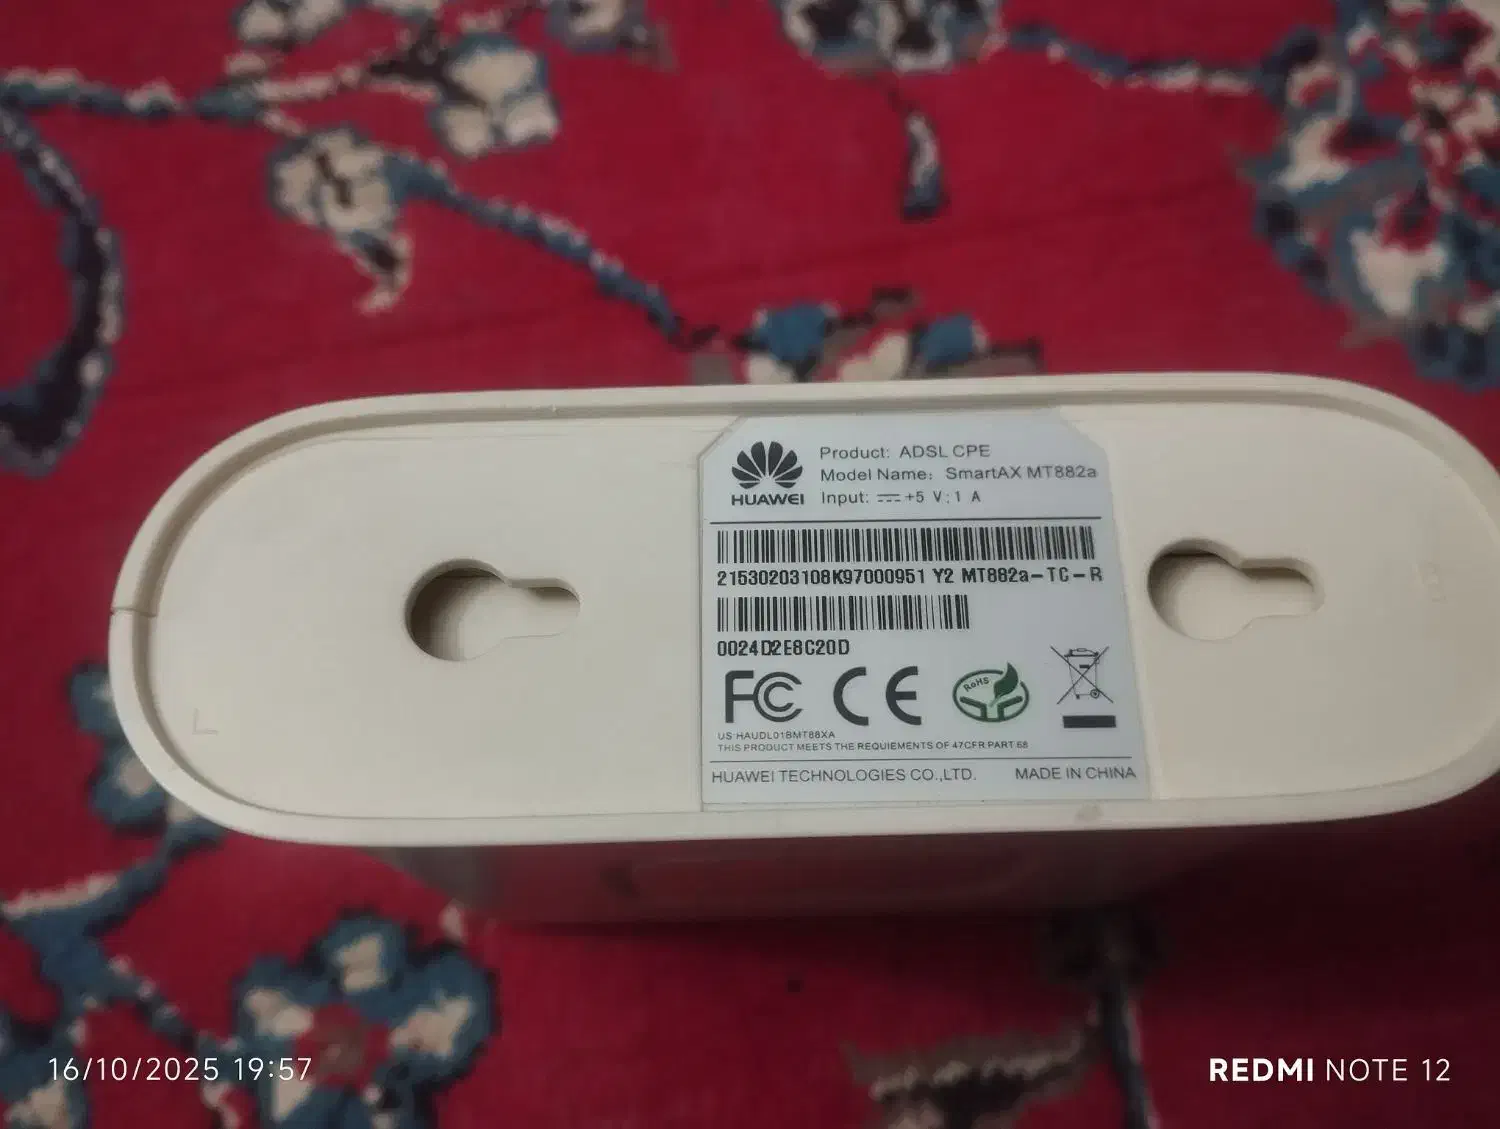 HUAWEI
Product: ADSL CPE
Model Name: SmartAX MT882a
Input: +5 V; 1 A
21530203108K97000951 Y2 MT882a-TC-R
0024D2E8C20D
FC CE RoHS
US:HAUDL01BMT88XA
THIS PRODUCT MEETS THE REQUIEMENTS OF 47CFR PART 68
HUAWEI TECHNOLOGIES CO.,LTD. MADE IN CHINA
16/10/2025 19:57
REDMI NOTE 12